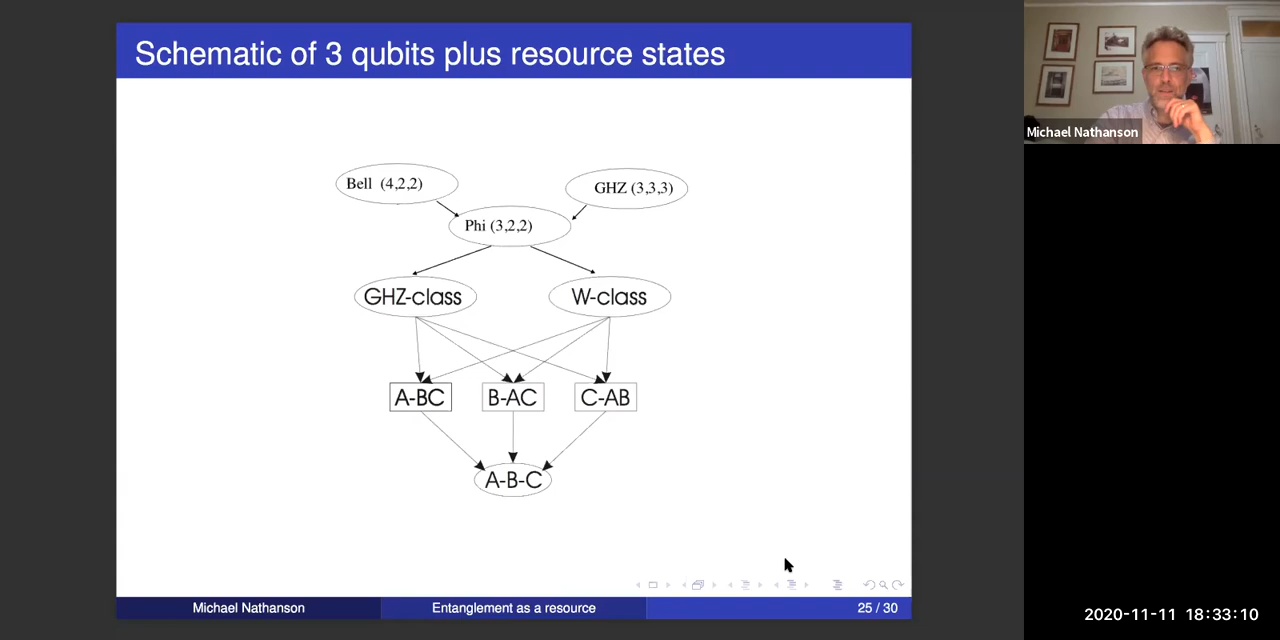 Schematic of 3 qubits plus resource states
Michael Nathanson
Bell (4,2,2)
GHZ (3,3,3)
Phi (3,2,2)
GHZ-class
W-class
A-BC
B-AC
C-AB
A-B-C
Michael Nathanson
Entanglement as a resource
25 / 30
2020-11-11 18:33:10